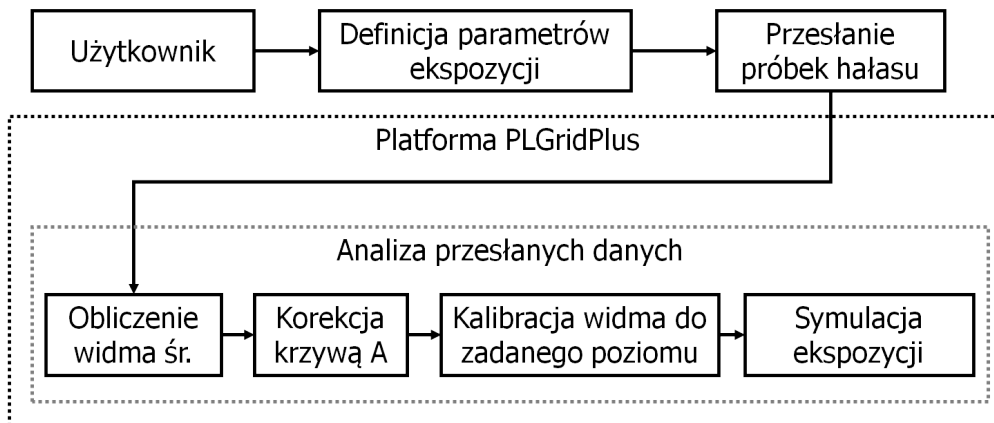 Użytkownik
Definicja parametrów
ekspozycji
Przesłanie
próbek hałasu
Platforma PLGridPlus
Analiza przesłanych danych
Obliczenie
widma śr.
Korekcja
krzywą A
Kalibracja widma do
zadanego poziomu
Symulacja
ekspozycji